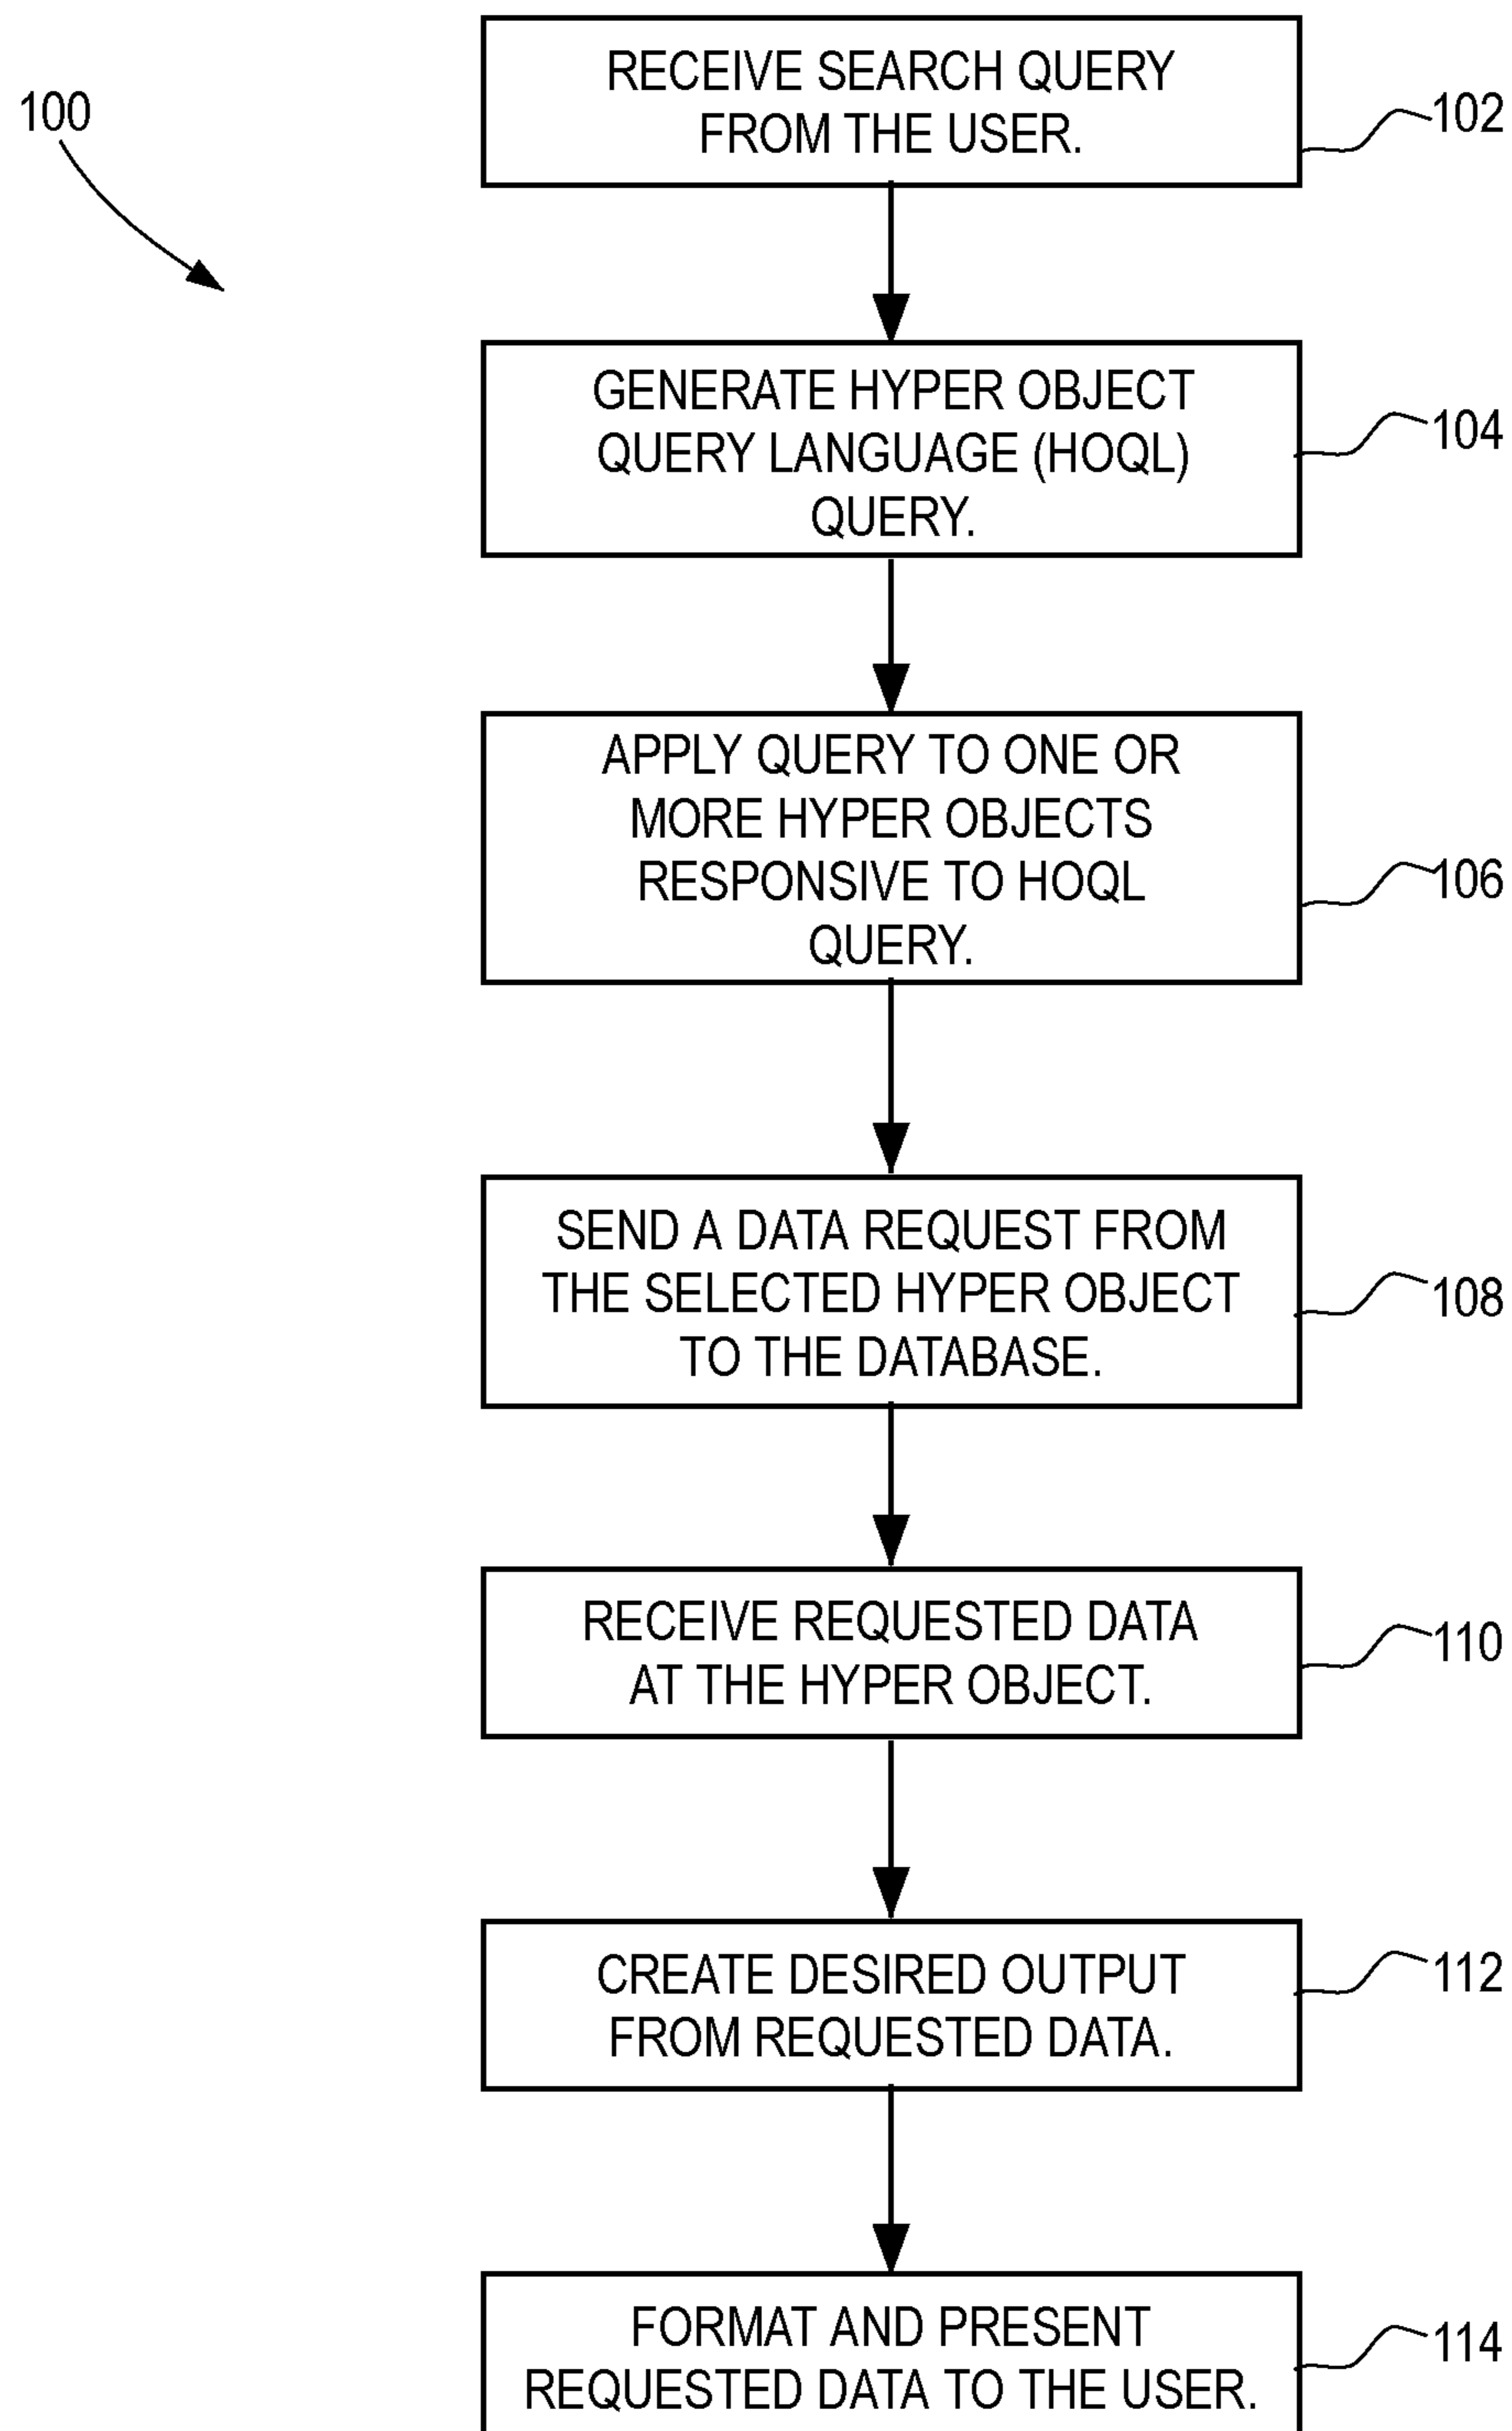 100
RECEIVE SEARCH QUERY
FROM THE USER.
102
GENERATE HYPER OBJECT
QUERY LANGUAGE (HOQL)
QUERY.
104
APPLY QUERY TO ONE OR
MORE HYPER OBJECTS
RESPONSIVE TO HOQL
QUERY.
106
SEND A DATA REQUEST FROM
THE SELECTED HYPER OBJECT
TO THE DATABASE.
108
RECEIVE REQUESTED DATA
AT THE HYPER OBJECT.
110
CREATE DESIRED OUTPUT
FROM REQUESTED DATA.
112
FORMAT AND PRESENT
REQUESTED DATA TO THE USER.
114